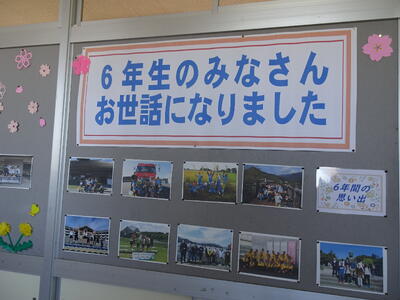 6年生のみなさん
お世話になりました
6年間の
思い出